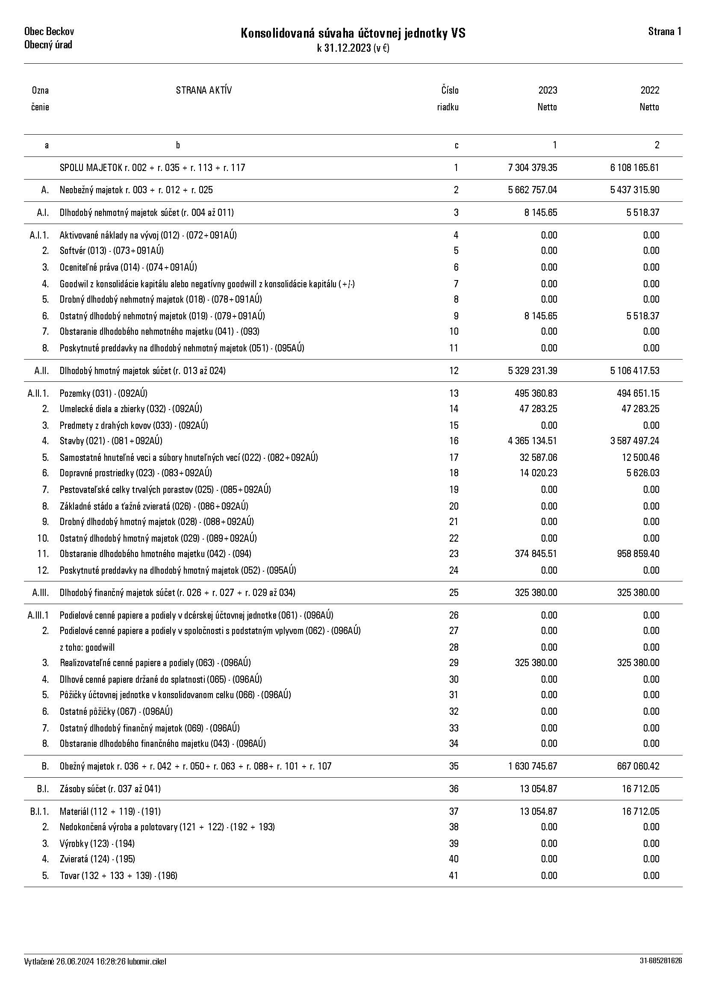 Obec Beckov
Obecný úrad
Konsolidovaná súvaha účtovnej jednotky VS
k 31.12.2023 (v €)
Strana 1
Ozna STRANA AKTÍV Číslo 2023 2022
čenie riadku Netto Netto
a b c 1 2
SPOLU MAJETOK r. 002 + r. 035 + r. 113 + r. 117 1 7 304 379.35 6 108 165.61
A. Neobežný majetok r. 003 + r. 012 + r. 025 2 5 662 757.04 5 437 315.90
A.I. Dlhodobý nehmotný majetok súčet (r. 004 až 011) 3 8 145.65 5 518.37
A.I.1. Aktivované náklady na vývoj (012) - (072+091AÚ) 4 0.00 0.00
2. Softvér (013) - (073+091AÚ) 5 0.00 0.00
3. Oceniteľné práva (014) - (074+091AÚ) 6 0.00 0.00
4. Goodwil z konsolidácie kapitálu alebo negatívny goodwill z konsolidácie kapitálu (+/-) 7 0.00 0.00
5. Drobný dlhodobý nehmotný majetok (018) - (078+091AÚ) 8 0.00 0.00
6. Ostatný dlhodobý nehmotný majetok (019) - (079+091AÚ) 9 8 145.65 5 518.37
7. Obstaranie dlhodobého nehmotného majetku (041) - (093) 10 0.00 0.00
8. Poskytnuté preddavky na dlhodobý nehmotný majetok (051) - (095AÚ) 11 0.00 0.00
A.II. Dlhodobý hmotný majetok súčet (r. 013 až 024) 12 5 329 231.39 5 106 417.53
A.II.1. Pozemky (031) - (092AÚ) 13 495 360.83 494 651.15
2. Umelecké diela a zbierky (032) - (092AÚ) 14 47 283.25 47 283.25
3. Predmety z drahých kovov (033) - (092AÚ) 15 0.00 0.00
4. Stavby (021) - (081+092AÚ) 16 4 365 134.51 3 587 497.24
5. Samostatné hnuteľné veci a súbory hnuteľných vecí (022) - (082+092AÚ) 17 32 587.06 12 500.46
6. Dopravné prostriedky (023) - (083+092AÚ) 18 14 020.23 5 626.03
7. Pestovateľské celky trvalých porastov (025) - (085+092AÚ) 19 0.00 0.00
8. Základné stádo a ťažné zvieratá (026) - (086+092AÚ) 20 0.00 0.00
9. Drobný dlhodobý hmotný majetok (028) - (088+092AÚ) 21 0.00 0.00
10. Ostatný dlhodobý hmotný majetok (029) - (089+092AÚ) 22 0.00 0.00
11. Obstaranie dlhodobého hmotného majetku (042) - (094) 23 374 845.51 958 859.40
12. Poskytnuté preddavky na dlhodobý hmotný majetok (052) - (095AÚ) 24 0.00 0.00
A.III. Dlhodobý finančný majetok súčet (r. 026 + r. 027 + r. 029 až 034) 25 325 380.00 325 380.00
A.III.1 Podielové cenné papiere a podiely v dcérskej účtovnej jednotke (061) - (096AÚ) 26 0.00 0.00
2. Podielové cenné papiere a podiely v spoločnosti s podstatným vplyvom (062) - (096AÚ) 27 0.00 0.00
z toho: goodwill 28 0.00 0.00
3. Realizovateľné cenné papiere a podiely (063) - (096AÚ) 29 325 380.00 325 380.00
4. Dlhové cenné papiere držané do splatnosti (065) - (096AÚ) 30 0.00 0.00
5. Pôžičky účtovnej jednotke v konsolidovanom celku (066) - (096AÚ) 31 0.00 0.00
6. Ostatné pôžičky (067) - (096AÚ) 32 0.00 0.00
7. Ostatný dlhodobý finančný majetok (069) - (096AÚ) 33 0.00 0.00
8. Obstaranie dlhodobého finančného majetku (043) - (096AÚ) 34 0.00 0.00
B. Obežný majetok r. 036 + r. 042 + r. 050+ r. 063 + r. 088+ r. 101 + r. 107 35 1 630 745.67 667 060.42
B.I. Zásoby súčet (r. 037 až 041) 36 13 054.87 16 712.05
B.I.1. Materiál (112 + 119) - (191) 37 13 054.87 16 712.05
2. Nedokončená výroba a polotovary (121 + 122) - (192 + 193) 38 0.00 0.00
3. Výrobky (123) - (194) 39 0.00 0.00
4. Zvieratá (124) - (195) 40 0.00 0.00
5. Tovar (132 + 133 + 139) - (196) 41 0.00 0.00
Vytlačené 26.06.2024 16:28:26 lubomir.cikel 31-685281626